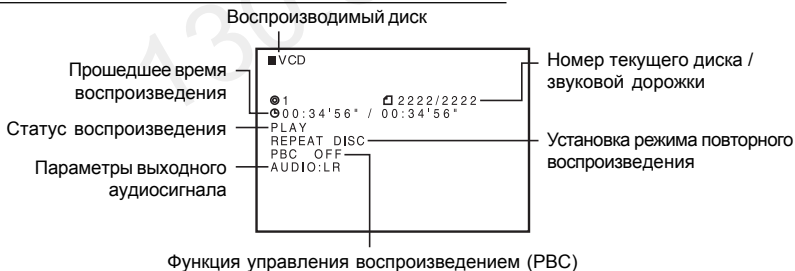 Воспроизводимый диск
VCD
Прошедшее время
воспроизведения
Номер текущего диска /
звуковой дорожки
1 2222/2222
00:34'56" / 00:34'56"
Статус воспроизведения
PLAY
REPEAT DISC
Установка режима повторного
воспроизведения
PBC OFF
Параметры выходного
аудиосигнала
AUDIO:LR
Функция управления воспроизведением (PBC)